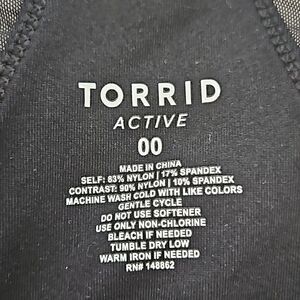 TORRID
ACTIVE
00
MADE IN CHINA
SELF: 83% NYLON | 17% SPANDEX
CONTRAST: 90% NYLON | 10% SPANDEX
MACHINE WASH COLD WITH LIKE COLORS
GENTLE CYCLE
DO NOT USE SOFTENER
USE ONLY NON-CHLORINE
BLEACH IF NEEDED
TUMBLE DRY LOW
WARM IRON IF NEEDED
RN# 148862